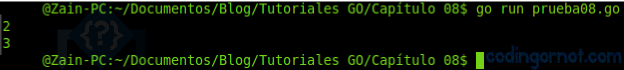 @Zain-PC:~/Documentos/Blog/Tutoriales GO/Capítulo 08$ go run prueba08.go
2
3
@Zain-PC:~/Documentos/Blog/Tutoriales GO/Capítulo 08$
codingornot.com